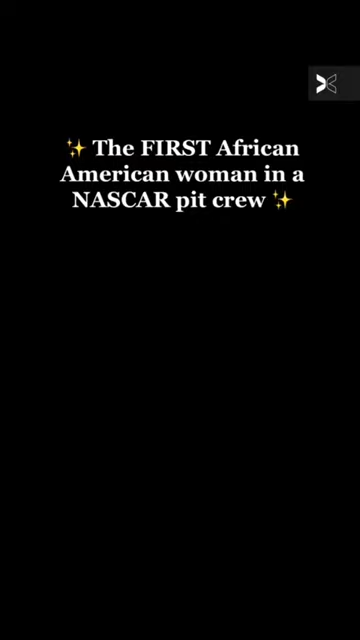 ✨ The FIRST African
American woman in a
NASCAR pit crew ✨